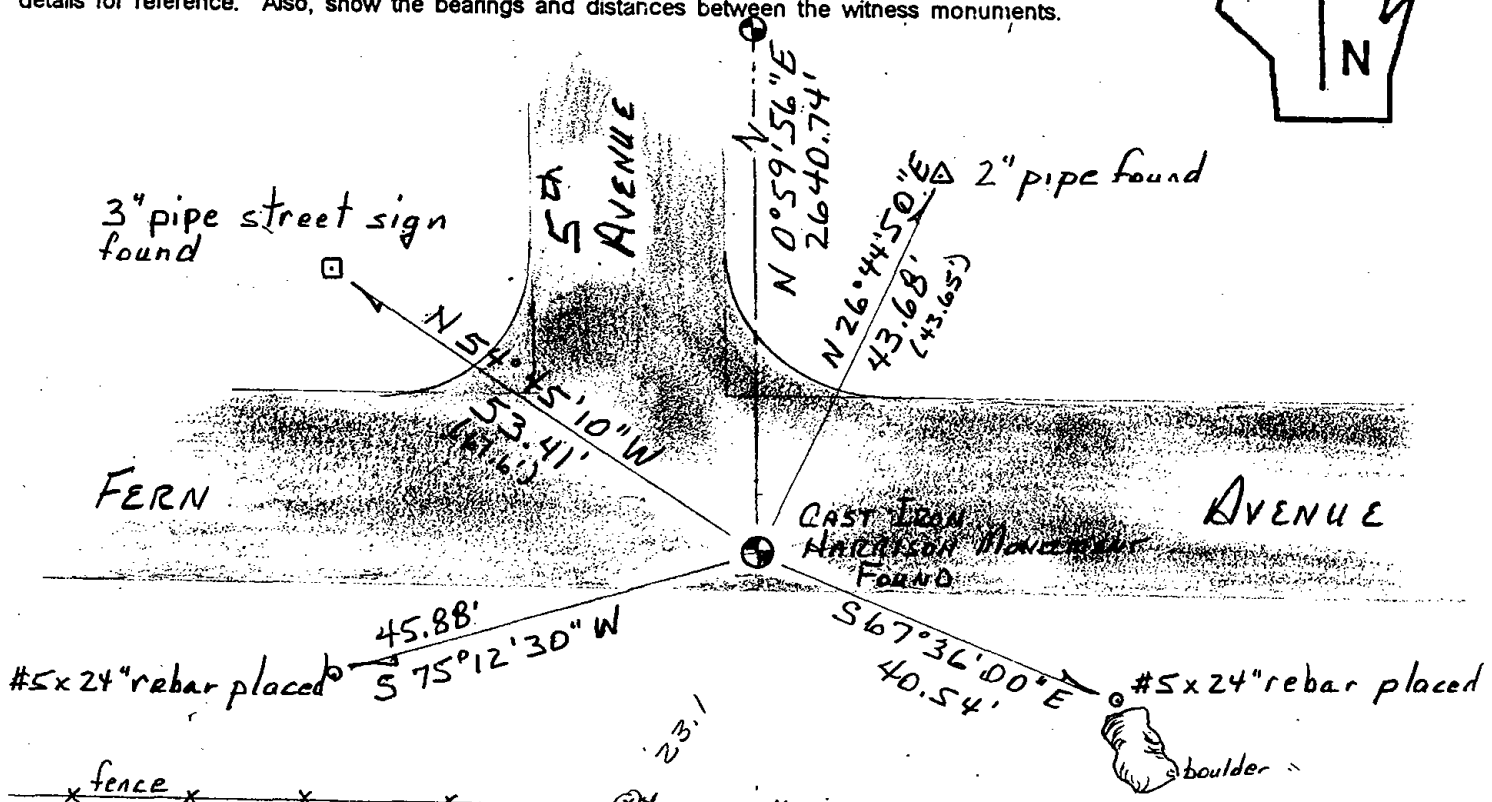 details for reference. Also, show the bearings and distances between the witness monuments.
N
N 0°59'56"E
2640.74'
5th
AVENUE
2" pipe found
3" pipe street sign
found
N 26°44'50"E
43.68'
(43.65')
N 54°45'10"W
53.41'
FERN
AVENUE
CAST IRON
HARRISON MONUMENT
FOUND
45.88'
S 75°12'30" W
#5x24" rebar placed
S 67°36'00"E
40.54'
#5x24" rebar placed
boulder
23.1
fence